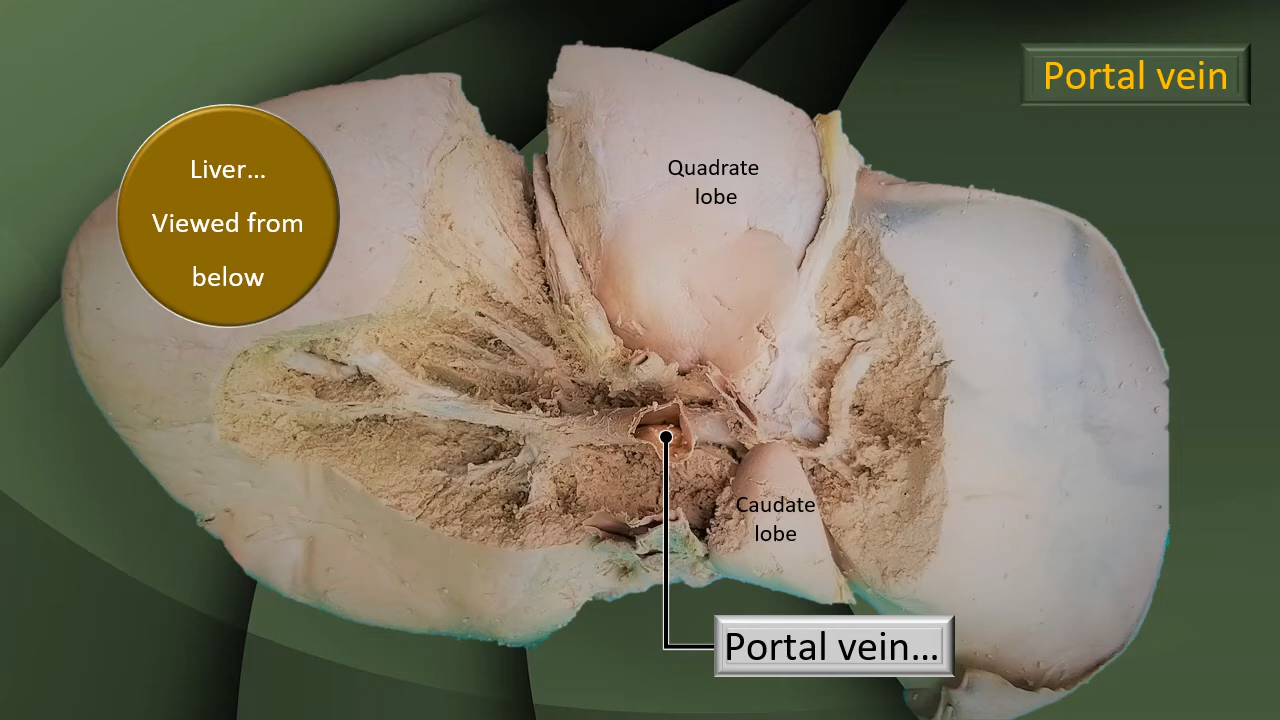 Portal vein
Liver…
Viewed from
below
Quadrate
lobe
Caudate
lobe
Portal vein…